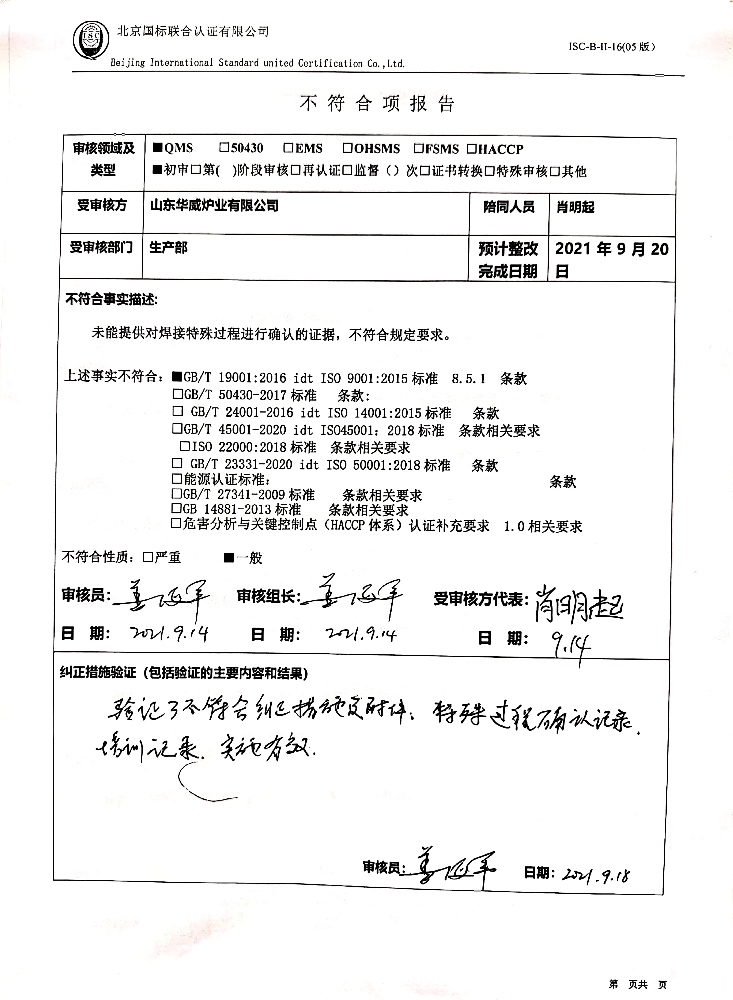 ISC
北京国标联合认证有限公司
ISC-B-II-16(05 版)
Beijing International Standard united Certification Co.,Ltd.
不符合项报告
审核领域及类型
■QMS □50430 □EMS □OHSMS □FSMS □HACCP
■初审□第( )阶段审核□再认证□监督（）次□证书转换□特殊审核□其他
受审核方 山东华威炉业有限公司 陪同人员 肖明起
受审核部门 生产部 预计整改完成日期 2021 年 9 月 20 日
不符合事实描述:
未能提供对焊接特殊过程进行确认的证据，不符合规定要求。
上述事实不符合：■GB/T 19001:2016 idt ISO 9001:2015 标准 8.5.1 条款
□GB/T 50430-2017 标准 条款：
□ GB/T 24001-2016 idt ISO 14001:2015 标准 条款
□GB/T 45001-2020 idt ISO45001：2018 标准 条款相关要求
□ISO 22000:2018 标准 条款相关要求
□ GB/T 23331-2020 idt ISO 50001:2018 标准 条款
□能源认证标准： 条款
□GB/T 27341-2009 标准 条款相关要求
□GB 14881-2013 标准 条款相关要求
□危害分析与关键控制点（HACCP 体系）认证补充要求 1.0 相关要求
不符合性质：□严重 ■一般
审核员: 姜延军 审核组长: 姜延军 受审核方代表: 肖明起
日 期: 2021.9.14 日 期: 2021.9.14 日 期: 9.14
纠正措施验证（包括验证的主要内容和结果）
验证了不符合纠正措施及附件：特殊过程确认记录.
培训记录. 实施有效.
审核员: 姜延军 日期: 2021.9.18
第 页共 页